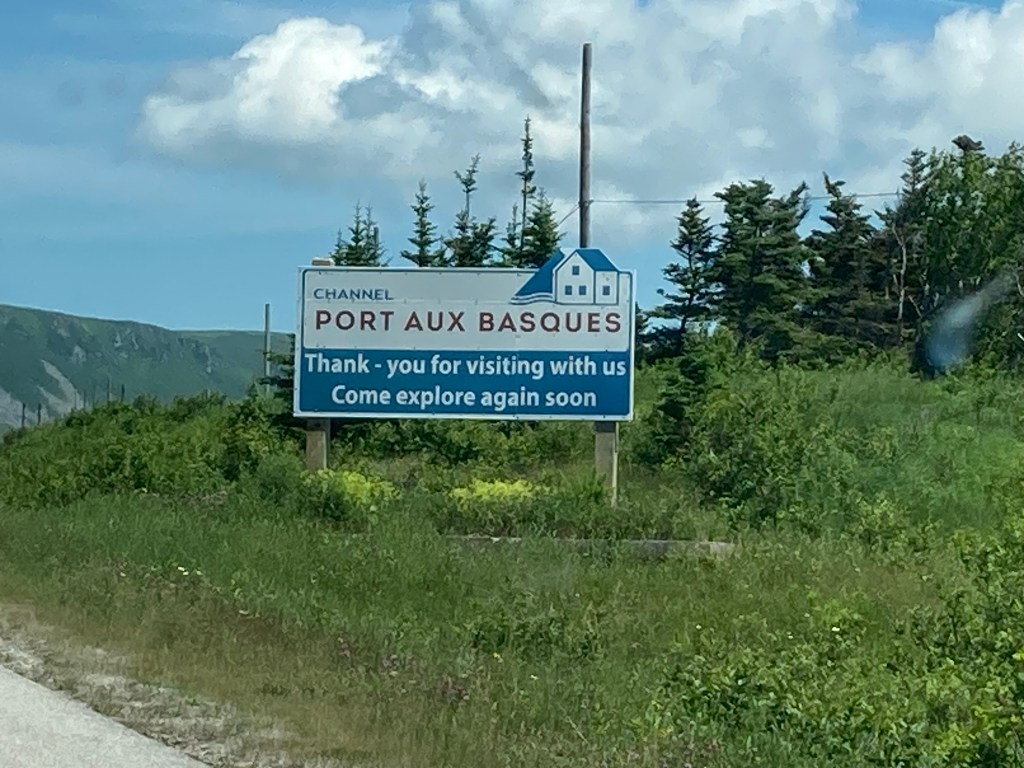 CHANNEL
PORT AUX BASQUES
Thank - you for visiting with us
Come explore again soon